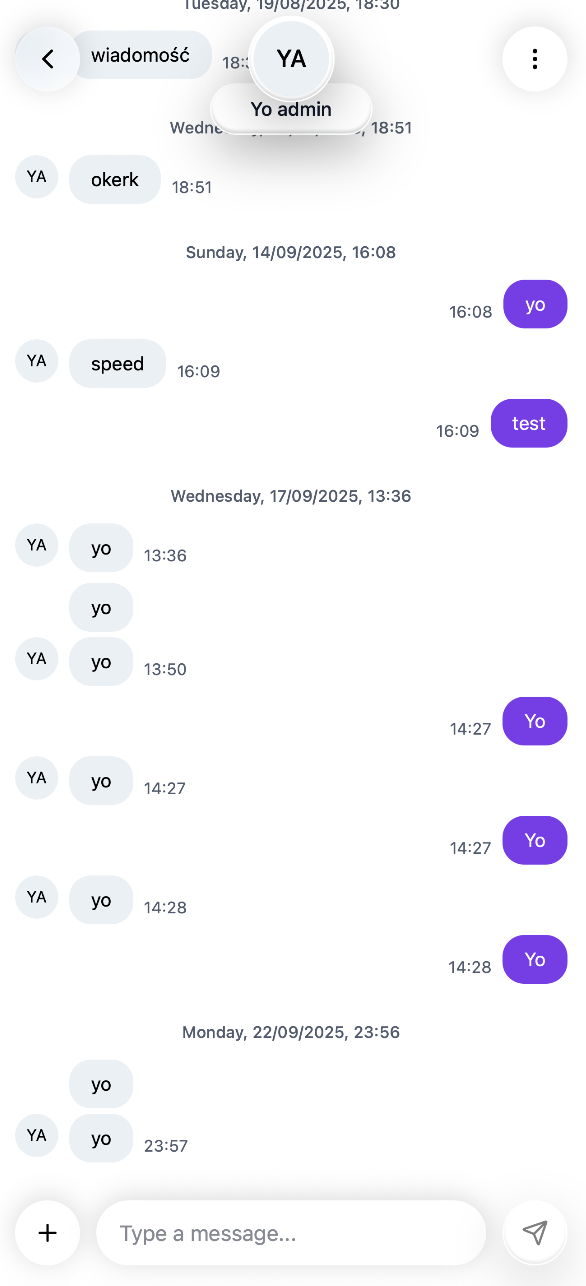 Tuesday, 19/08/2025, 18:30
wiadomość
YA
Yo admin
18:51
YA
okerk
18:51
Sunday, 14/09/2025, 16:08
16:08
yo
YA
speed
16:09
16:09
test
Wednesday, 17/09/2025, 13:36
YA
yo
13:36
yo
YA
yo
13:50
14:27
Yo
YA
yo
14:27
14:27
Yo
YA
yo
14:28
14:28
Yo
Monday, 22/09/2025, 23:56
yo
YA
yo
23:57
Type a message...